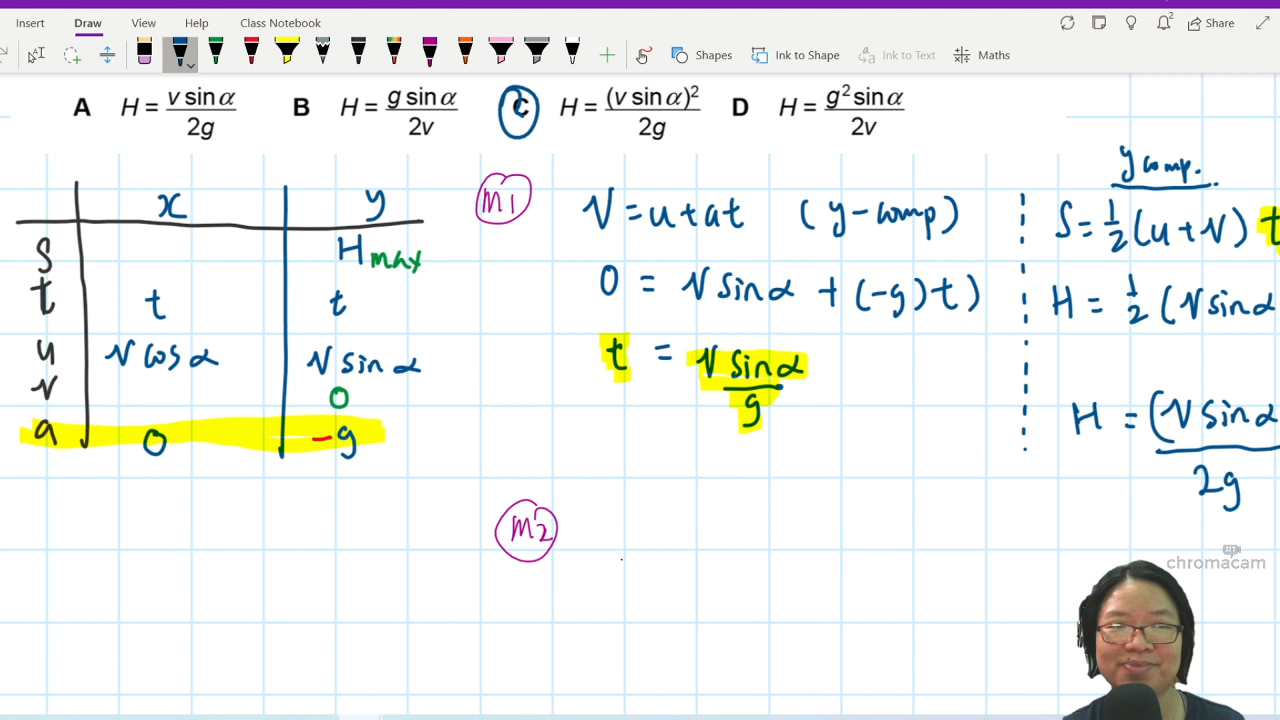 Insert Draw View Help Class Notebook Share
Shapes Ink to Shape Ink to Text Maths
A H = v sin α / 2g B H = g sin α / 2v C H = (v sin α)² / 2g D H = g² sin α / 2v
x y
s H max
t t t
u v cos α v sin α
v 0
a 0 -g
M1
v = u + at (y-comp)
0 = v sin α + (-g) t)
t = v sin α / g
M2
y comp.
S = 1/2 (u + v) t
H = 1/2 (v sin α
H = (v sin α / 2g
chromacam